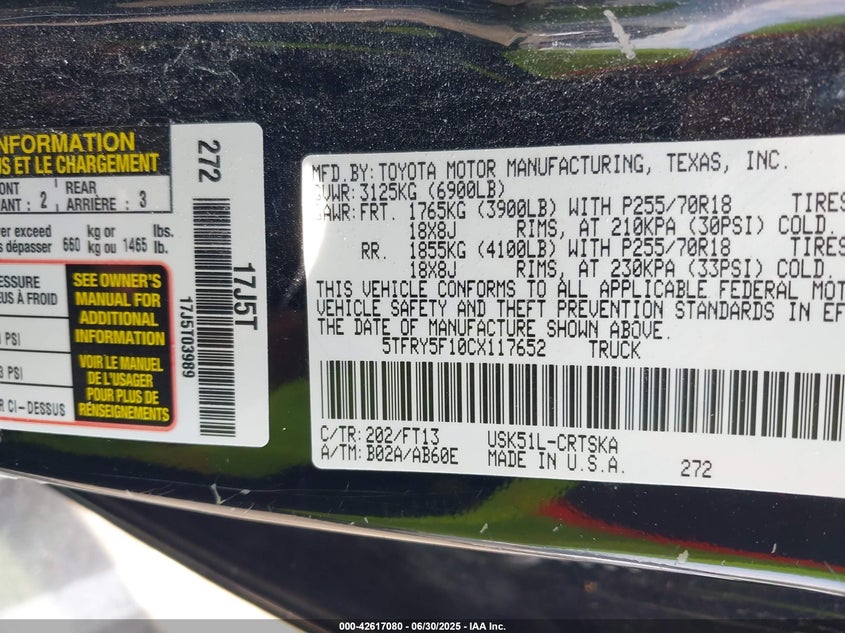 INFORMATION
US ET LE CHARGEMENT
ONT
ANT : 2
REAR
ARRIÈRE : 3
ver exceed
s dépasser 660 kg or kg ou 1465 lbs. lb.
ESSURE
EUS À FROID
PSI
3 PSI
R CI-DESSUS
SEE OWNER'S
MANUAL FOR
ADDITIONAL
INFORMATION
VOIR LE MANUEL
DE L'USAGER
POUR PLUS DE
RENSEIGNEMENTS
272
17J5T
17J5T03989
MFD.BY:TOYOTA MOTOR MANUFACTURING, TEXAS, INC.
GVWR:3125KG (6900LB)
GAWR:FRT. 1765KG (3900LB) WITH P255/70R18 TIRES
18X8J RIMS, AT 210KPA (30PSI) COLD.
RR. 1855KG (4100LB) WITH P255/70R18 TIRES
18X8J RIMS, AT 230KPA (33PSI) COLD.
THIS VEHICLE CONFORMS TO ALL APPLICABLE FEDERAL MOT
VEHICLE SAFETY AND THEFT PREVENTION STANDARDS IN EF
THE DATE OF MANUFACTURE SHOWN ABOVE.
5TFRY5F10CX117652 TRUCK
C/TR:202/FT13 USK51L-CRTSKA
A/TM:B02A/AB60E MADE IN U.S.A. 272
000-42617080 - 06/30/2025 - IAA Inc.